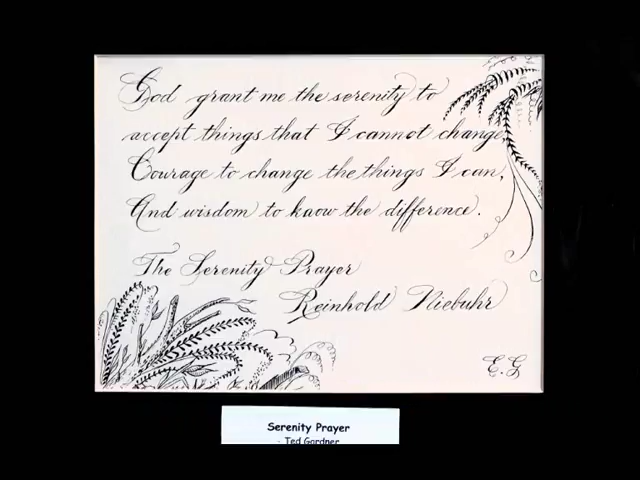 God grant me the serenity to
accept things that I cannot change
Courage to change the things I can,
And wisdom to know the difference.
The Serenity Prayer
Reinhold Niebuhr
E.G
Serenity Prayer
- Ted Gardner